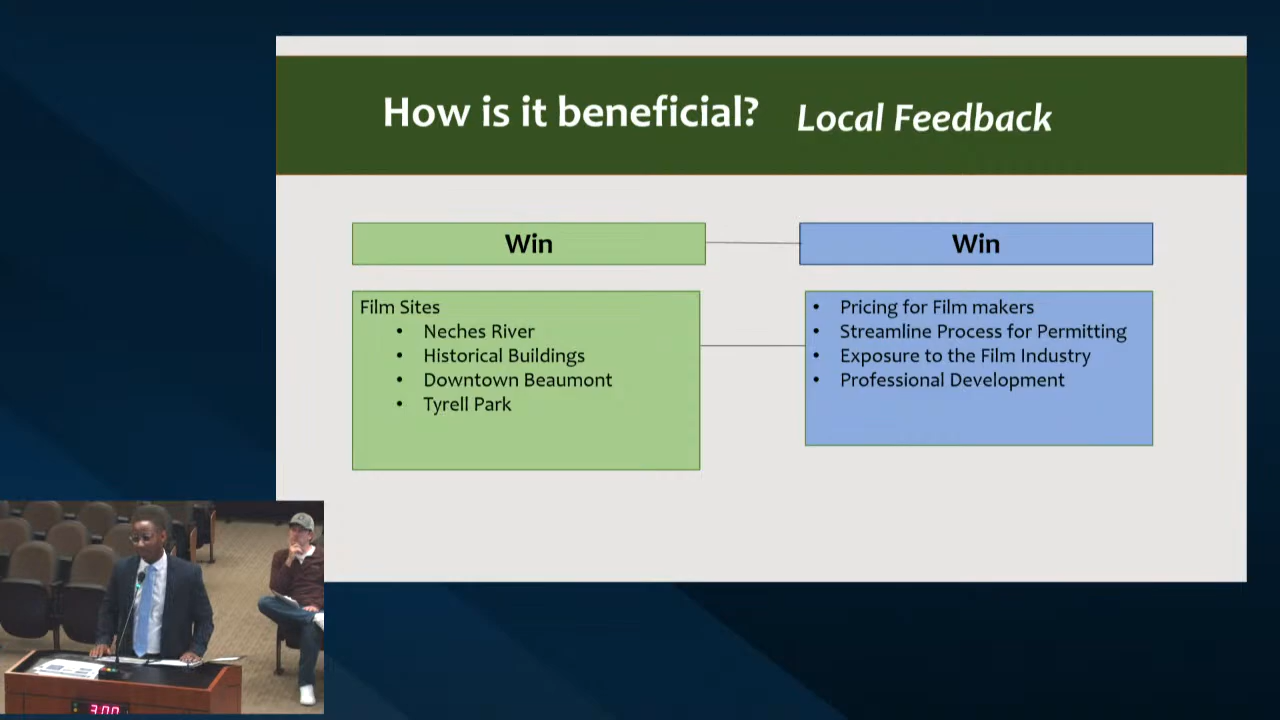 How is it beneficial? Local Feedback
Win
Win
Film Sites
• Neches River
• Historical Buildings
• Downtown Beaumont
• Tyrell Park
• Pricing for Film makers
• Streamline Process for Permitting
• Exposure to the Film Industry
• Professional Development
3:00